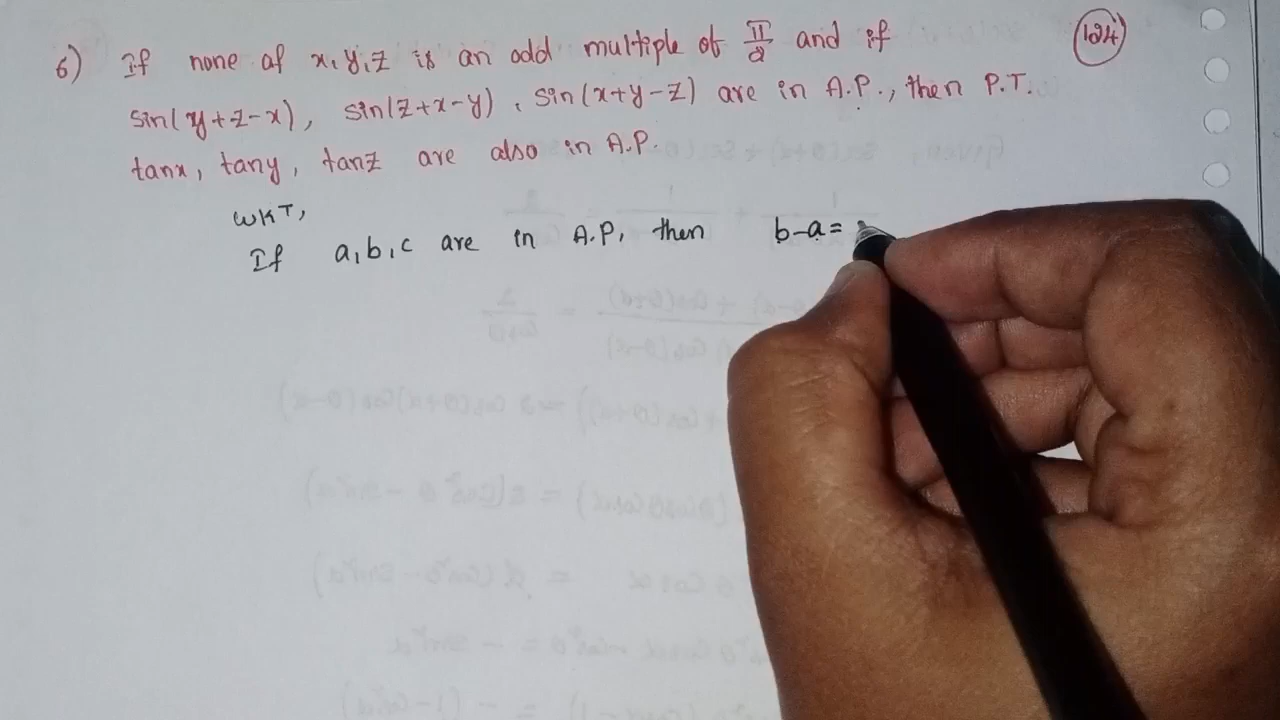 6) If none of x, y, z is an odd multiple of π/2 and if (124)
sin(y+z-x), sin(z+x-y), sin(x+y-z) are in A.P., then P.T.
tanx, tany, tanz are also in A.P.
WKT,
If a, b, c are in A.P, then b-a=